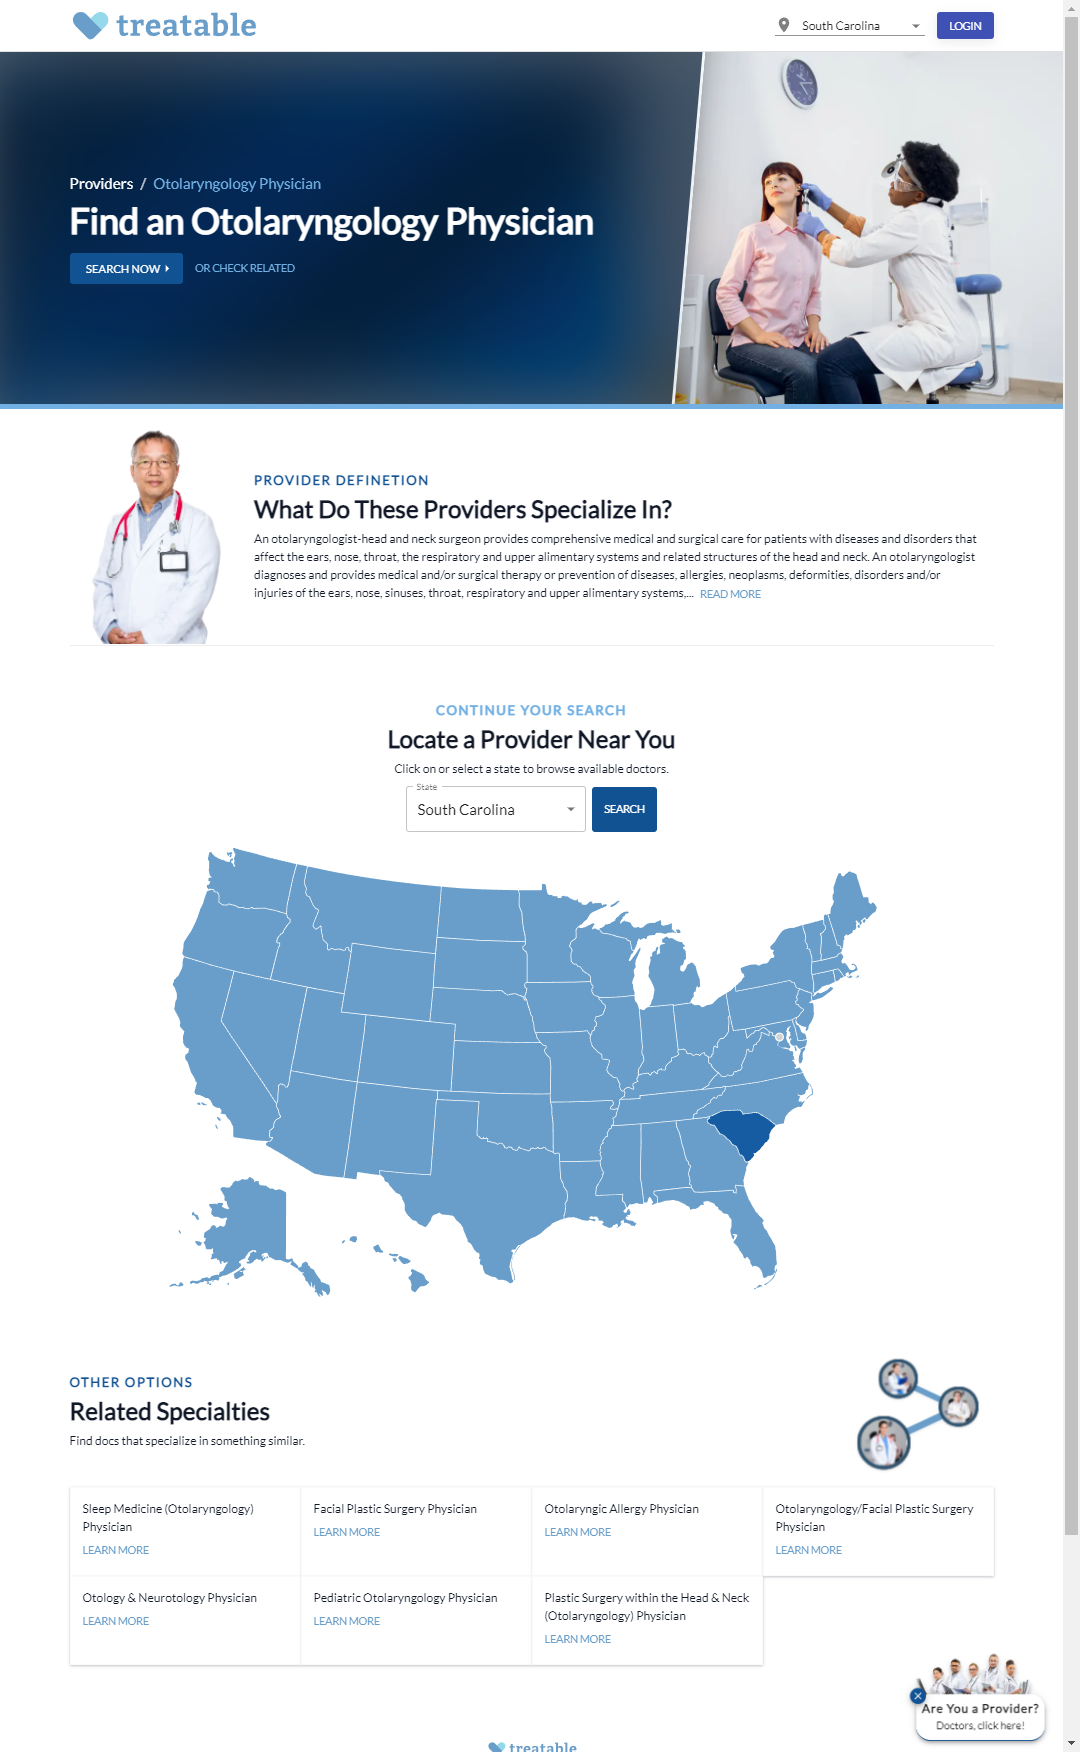 treatable
South Carolina
LOGIN
Providers / Otolaryngology Physician
Find an Otolaryngology Physician
SEARCH NOW
OR CHECK RELATED
PROVIDER DEFINETION
What Do These Providers Specialize In?
An otolaryngologist-head and neck surgeon provides comprehensive medical and surgical care for patients with diseases and disorders that
affect the ears, nose, throat, the respiratory and upper alimentary systems and related structures of the head and neck. An otolaryngologist
diagnoses and provides medical and/or surgical therapy or prevention of diseases, allergies, neoplasms, deformities, disorders and/or
injuries of the ears, nose, sinuses, throat, respiratory and upper alimentary systems,... READ MORE
CONTINUE YOUR SEARCH
Locate a Provider Near You
Click on or select a state to browse available doctors.
State
South Carolina
SEARCH
OTHER OPTIONS
Related Specialties
Find docs that specialize in something similar.
Sleep Medicine (Otolaryngology)
Physician
LEARN MORE
Facial Plastic Surgery Physician
LEARN MORE
Otolaryngic Allergy Physician
LEARN MORE
Otolaryngology/Facial Plastic Surgery
Physician
LEARN MORE
Otology & Neurotology Physician
LEARN MORE
Pediatric Otolaryngology Physician
LEARN MORE
Plastic Surgery within the Head & Neck
(Otolaryngology) Physician
LEARN MORE
Are You a Provider?
Doctors, click here!
treatable